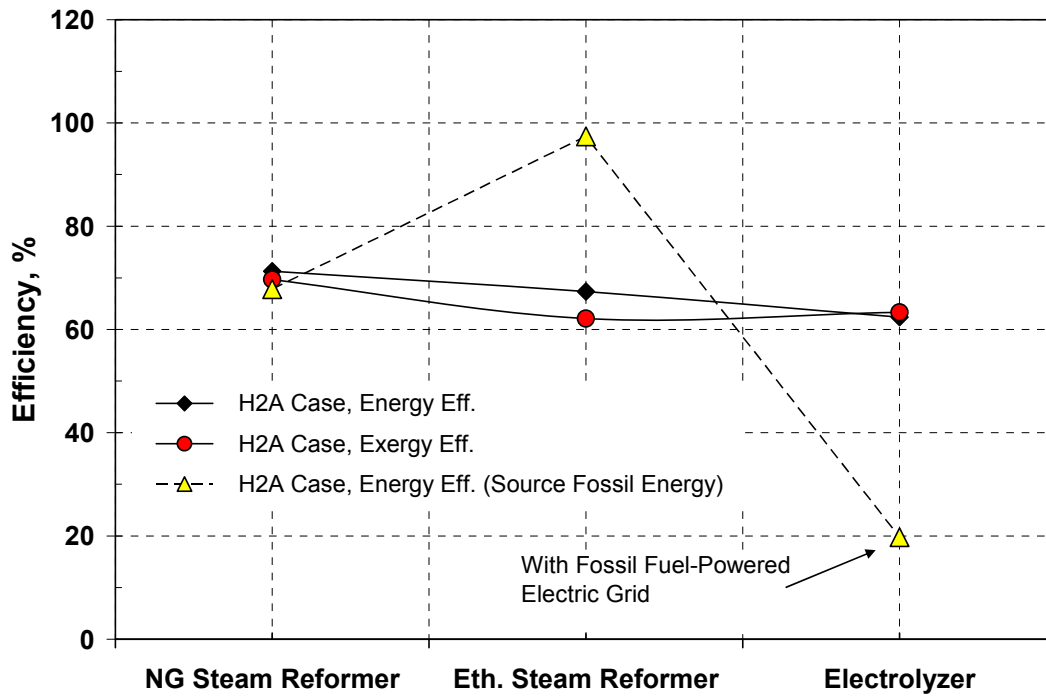 120
100
80
60
40
20
0
Efficiency, %
H2A Case, Energy Eff.
H2A Case, Exergy Eff.
H2A Case, Energy Eff. (Source Fossil Energy)
With Fossil Fuel-Powered
Electric Grid
NG Steam Reformer Eth. Steam Reformer Electrolyzer